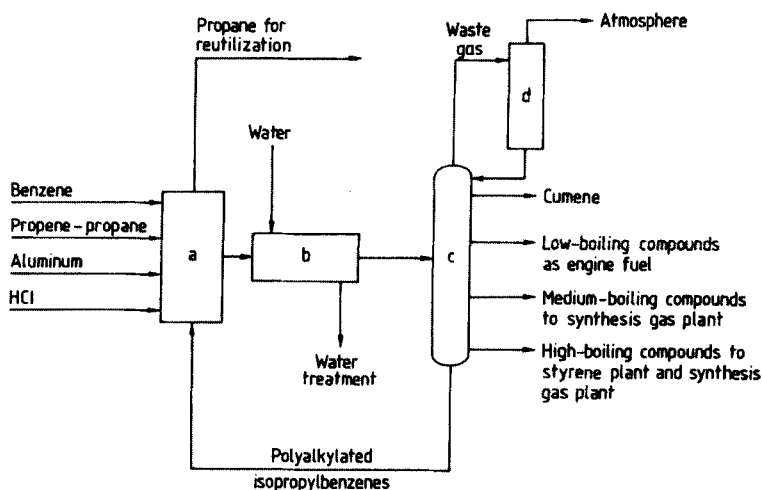 Propane for
reutilization
Waste
gas
Atmosphere
d
Water
Benzene
Propene-propane
Aluminum
HCl
a
b
c
Cumene
Low-boiling compounds
as engine fuel
Medium-boiling compounds
to synthesis gas plant
High-boiling compounds to
styrene plant and synthesis
gas plant
Water
treatment
Polyalkylated
isopropylbenzenes